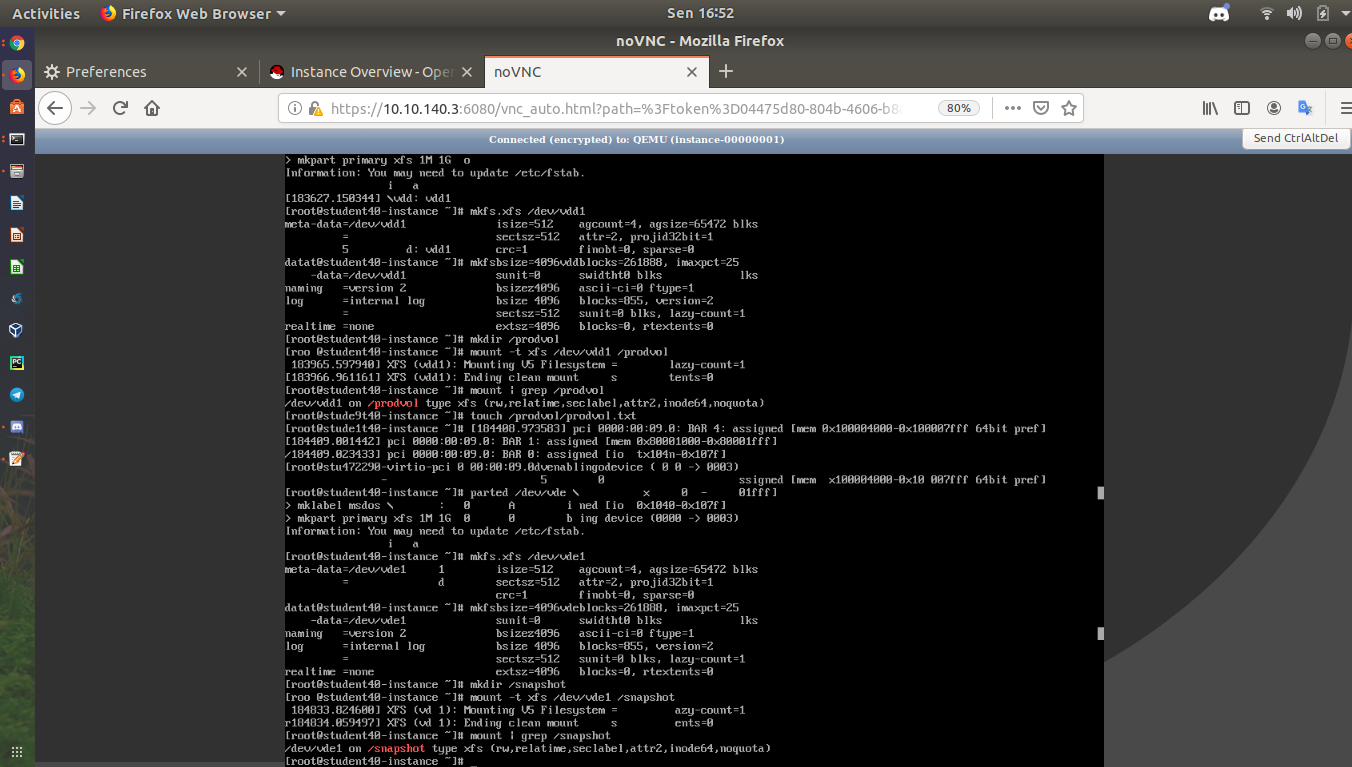 Activities
Firefox Web Browser
Sen 16:52
noVNC - Mozilla Firefox
Preferences
Instance Overview - Oper
noVNC
https://10.10.140.3:6080/vnc_auto.html?path=%3Ftoken%3D04475d80-804b-4606-b8
80%
Connected (encrypted) to: QEMU (instance-00000001)
Send CtrlAltDel
> mkpart primary xfs 1M 1G  o
Information: You may need to update /etc/fstab.
i   a
[183627.150344] \vdd: vdd1
[root@student40-instance ~]# mkfs.xfs /dev/vdd1
meta-data=/dev/vdd1              isize=512    agcount=4, agsize=65472 blks
=                       sectsz=512   attr=2, projid32bit=1
5         d: vdd1            crc=1        finobt=0, sparse=0
datat@student40-instance ~]# mkfsbsize=4096vddblocks=261888, imaxpct=25
-data=/dev/vdd1              sunit=0      swidtht0 blks            lks
naming   =version 2              bsizez4096   ascii-ci=0 ftype=1
log      =internal log           bsize 4096   blocks=855, version=2
=                       sectsz=512   sunit=0 blks, lazy-count=1
realtime =none                   extsz=4096   blocks=0, rtextents=0
[root@student40-instance ~]# mkdir /prodvol
[roo @student40-instance ~]# mount -t xfs /dev/vdd1 /prodvol
183965.597940] XFS (vdd1): Mounting V5 Filesystem =        lazy-count=1
[183966.961161] XFS (vdd1): Ending clean mount     s        tents=0
[root@student40-instance ~]# mount | grep /prodvol
/dev/vdd1 on /prodvol type xfs (rw,relatime,seclabel,attr2,inode64,noquota)
[root@stude9t40-instance ~]# touch /prodvol/prodvol.txt
[root@stude1t40-instance ~]# [184408.973583] pci 0000:00:09.0: BAR 4: assigned [mem 0x100004000-0x100007fff 64bit pref]
[184409.001442] pci 0000:00:09.0: BAR 1: assigned [mem 0x80001000-0x80001fff]
/184409.023433] pci 0000:00:09.0: BAR 0: assigned [io  tx104n-0x107f]
[root@stu472290-virtio-pci 0 00:00:09.0dvenablingodevice ( 0 0 -> 0003)
-                        5        0                     ssigned [mem  x100004000-0x10 007fff 64bit pref]
[root@student40-instance ~]# parted /dev/vde \          x     0  -     01fff]
> mklabel msdos \       :   0      A        i ned [io  0x1040-0x107f]
> mkpart primary xfs 1M 1G  0      0        b ing device (0000 -> 0003)
Information: You may need to update /etc/fstab.
i   a
[root@student40-instance ~]# mkfs.xfs /dev/vde1
meta-data=/dev/vde1     1        isize=512    agcount=4, agsize=65472 blks
=              d        sectsz=512   attr=2, projid32bit=1
crc=1        finobt=0, sparse=0
datat@student40-instance ~]# mkfsbsize=4096vdeblocks=261888, imaxpct=25
-data=/dev/vde1              sunit=0      swidtht0 blks            lks
naming   =version 2              bsizez4096   ascii-ci=0 ftype=1
log      =internal log           bsize 4096   blocks=855, version=2
=                       sectsz=512   sunit=0 blks, lazy-count=1
realtime =none                   extsz=4096   blocks=0, rtextents=0
[root@student40-instance ~]# mkdir /snapshot
[roo @student40-instance ~]# mount -t xfs /dev/vde1 /snapshot
184833.824600] XFS (vd 1): Mounting V5 Filesystem =         azy-count=1
r184834.059497] XFS (vd 1): Ending clean mount     s         ents=0
[root@student40-instance ~]# mount | grep /snapshot
/dev/vde1 on /snapshot type xfs (rw,relatime,seclabel,attr2,inode64,noquota)
[root@student40-instance ~]# _